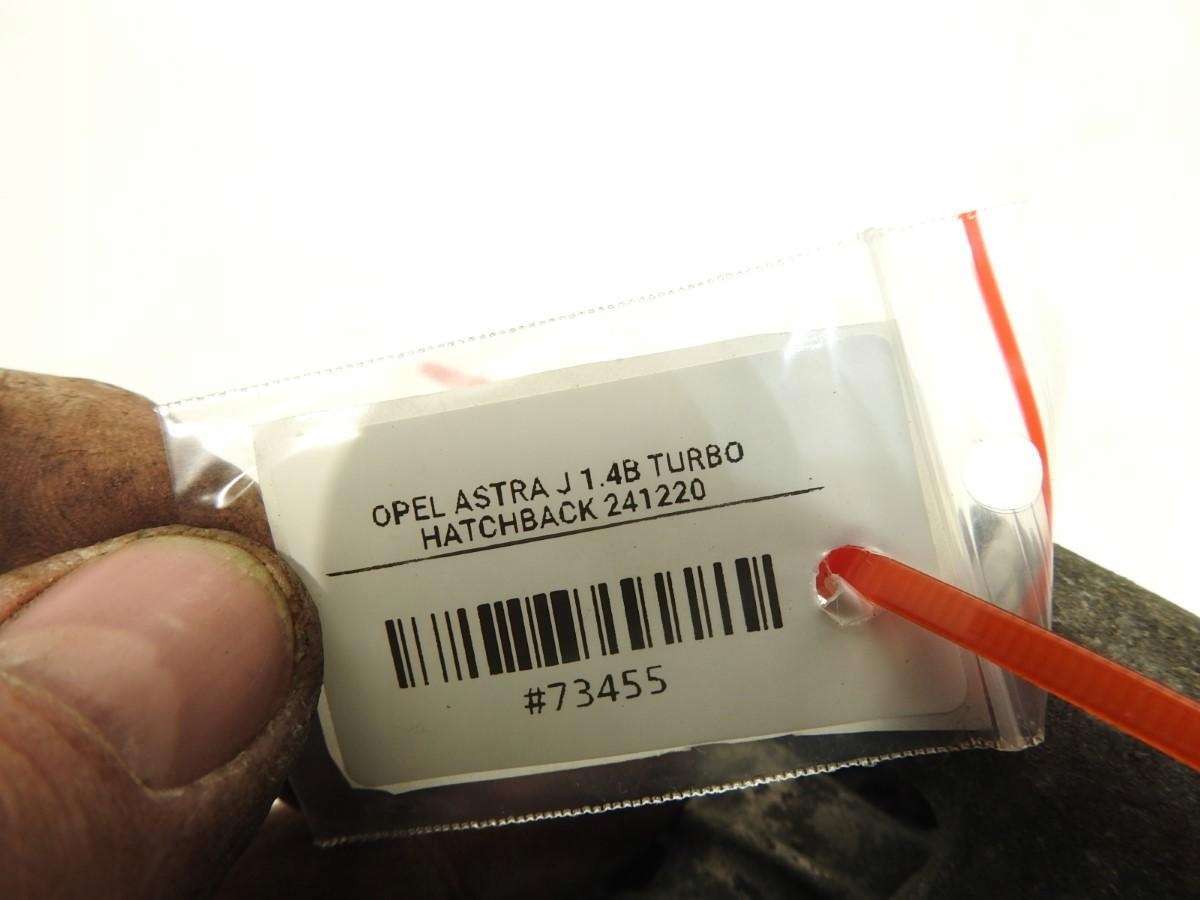 OPEL ASTRA J 1.4B TURBO
HATCHBACK 241220
#73455